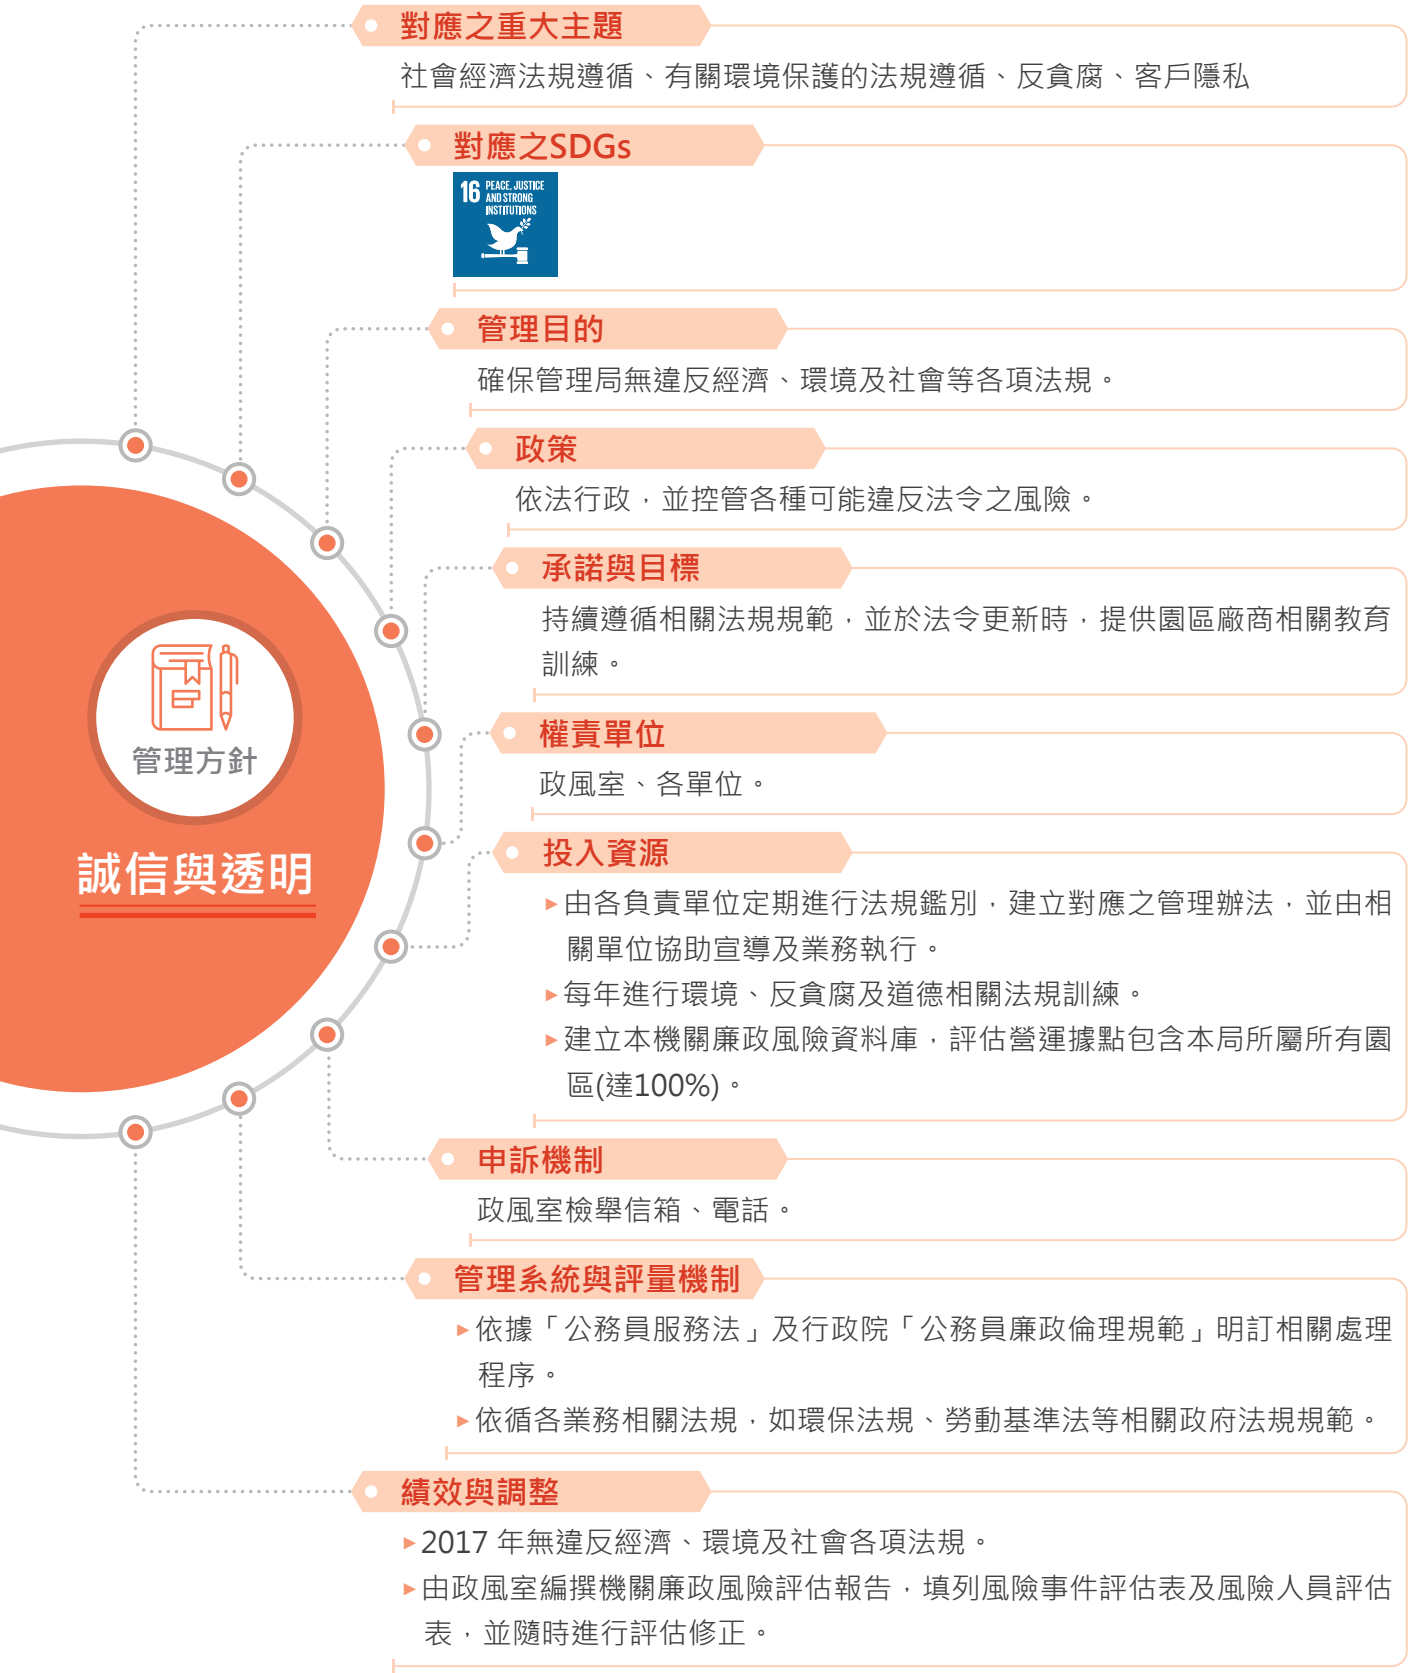 對應之重大主題
社會經濟法規遵循、有關環境保護的法規遵循、反貪腐、客戶隱私
對應之SDGs
16 PEACE, JUSTICE
AND STRONG
INSTITUTIONS
管理目的
確保管理局無違反經濟、環境及社會等各項法規。
政策
依法行政，並控管各種可能違反法令之風險。
承諾與目標
持續遵循相關法規規範，並於法令更新時，提供園區廠商相關教育
訓練。
管理方針
誠信與透明
權責單位
政風室、各單位。
投入資源
▸由各負責單位定期進行法規鑑別，建立對應之管理辦法，並由相
關單位協助宣導及業務執行。
▸每年進行環境、反貪腐及道德相關法規訓練。
▸建立本機關廉政風險資料庫，評估營運據點包含本局所屬所有園
區(達100%)。
申訴機制
政風室檢舉信箱、電話。
管理系統與評量機制
▸依據「公務員服務法」及行政院「公務員廉政倫理規範」明訂相關處理
程序。
▸依循各業務相關法規，如環保法規、勞動基準法等相關政府法規規範。
績效與調整
▸2017 年無違反經濟、環境及社會各項法規。
▸由政風室編撰機關廉政風險評估報告，填列風險事件評估表及風險人員評估
表，並隨時進行評估修正。